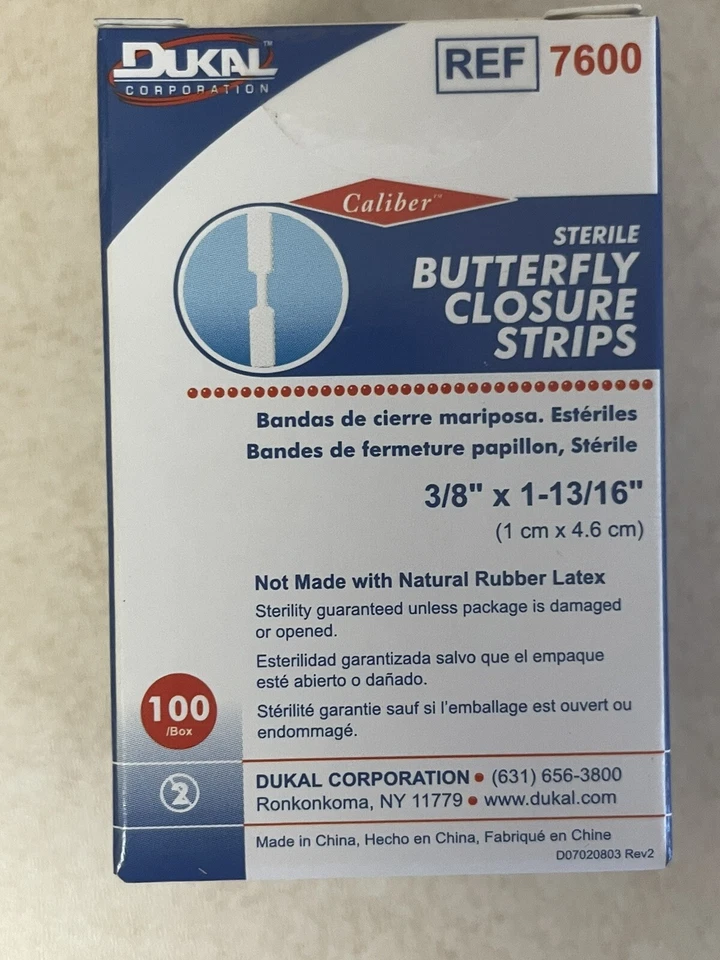 DUKAL™
CORPORATION
REF 7600
Caliber™
STERILE
BUTTERFLY
CLOSURE
STRIPS
Bandas de cierre mariposa. Estériles
Bandes de fermeture papillon, Stérile
3/8" x 1-13/16"
(1 cm x 4.6 cm)
Not Made with Natural Rubber Latex
Sterility guaranteed unless package is damaged
or opened.
Esterilidad garantizada salvo que el empaque
esté abierto o dañado.
Stérilité garantie sauf si l'emballage est ouvert ou
endommagé.
100
/Box
2
DUKAL CORPORATION • (631) 656-3800
Ronkonkoma, NY 11779 • www.dukal.com
Made in China, Hecho en China, Fabriqué en Chine
D07020803 Rev2